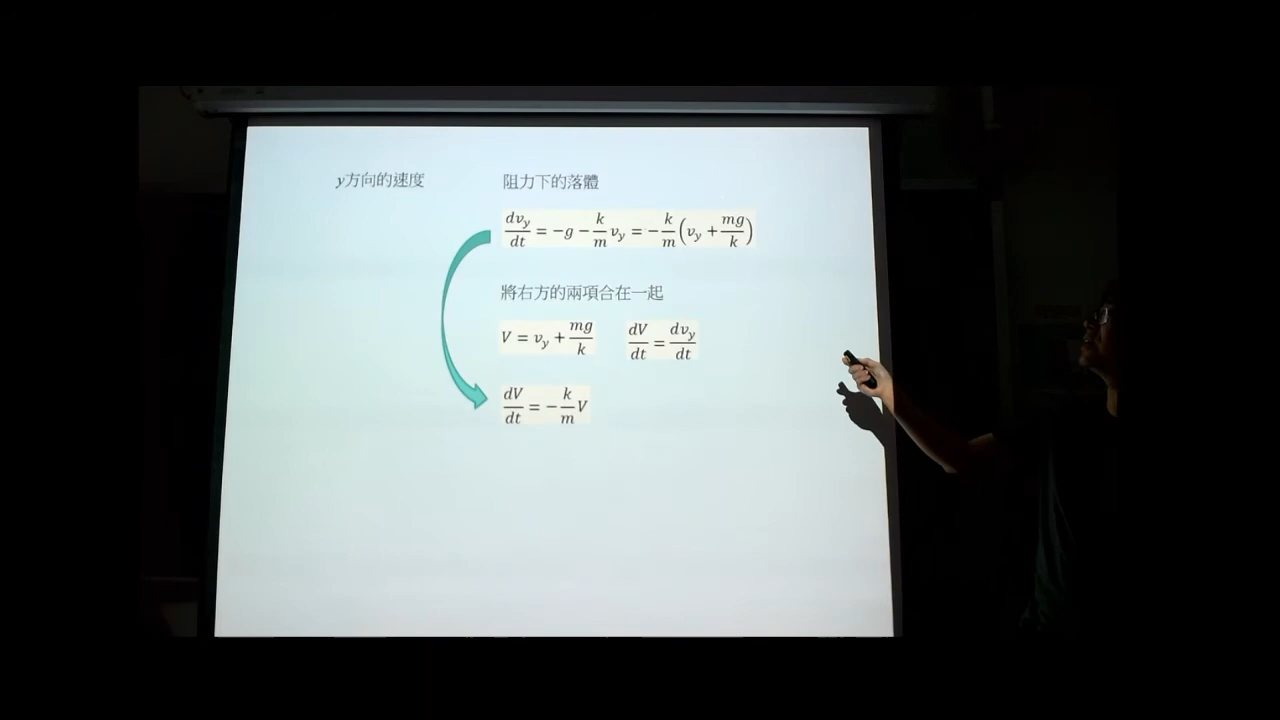 y方向的速度
阻力下的落體
dv_y/dt = −g − k/m v_y = − k/m (v_y + mg/k)
將右方的兩項合在一起
V = v_y + mg/k
dV/dt = dv_y/dt
dV/dt = − k/m V